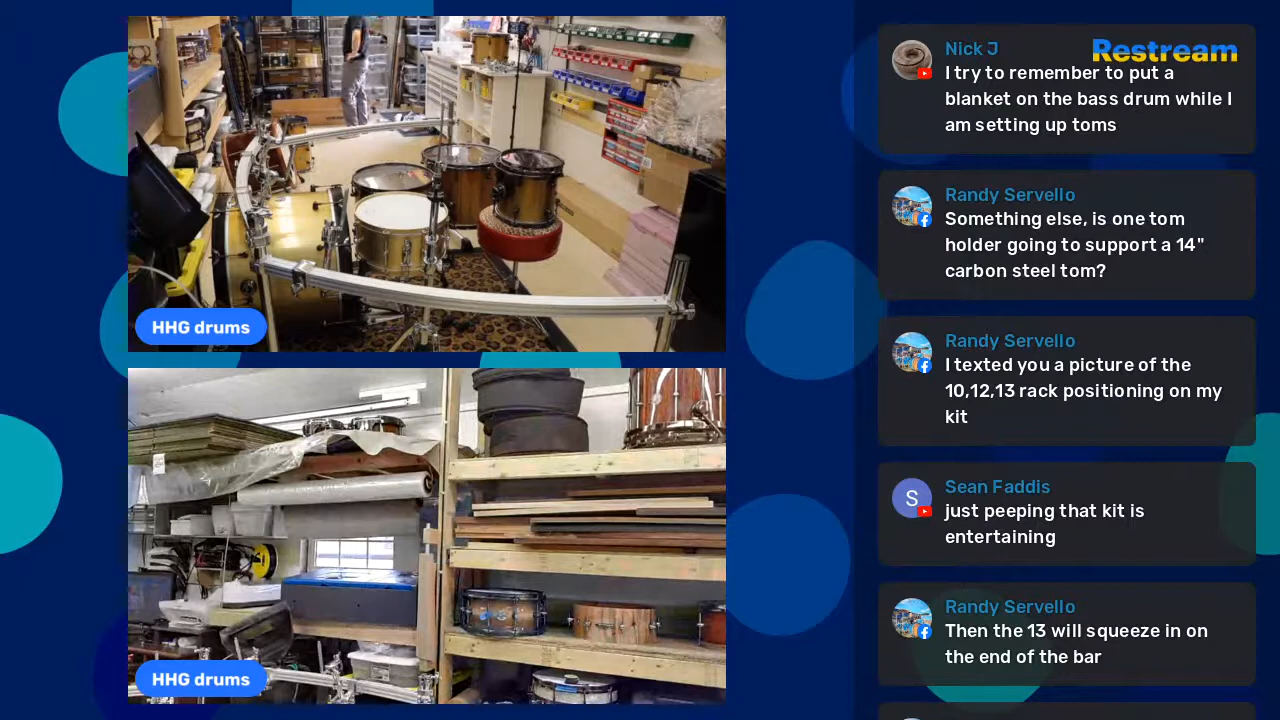 HHG drums
HHG drums
Restream
Nick J
I try to remember to put a
blanket on the bass drum while I
am setting up toms
Randy Servello
Something else, is one tom
holder going to support a 14"
carbon steel tom?
Randy Servello
I texted you a picture of the
10,12,13 rack positioning on my
kit
S
Sean Faddis
just peeping that kit is
entertaining
Randy Servello
Then the 13 will squeeze in on
the end of the bar